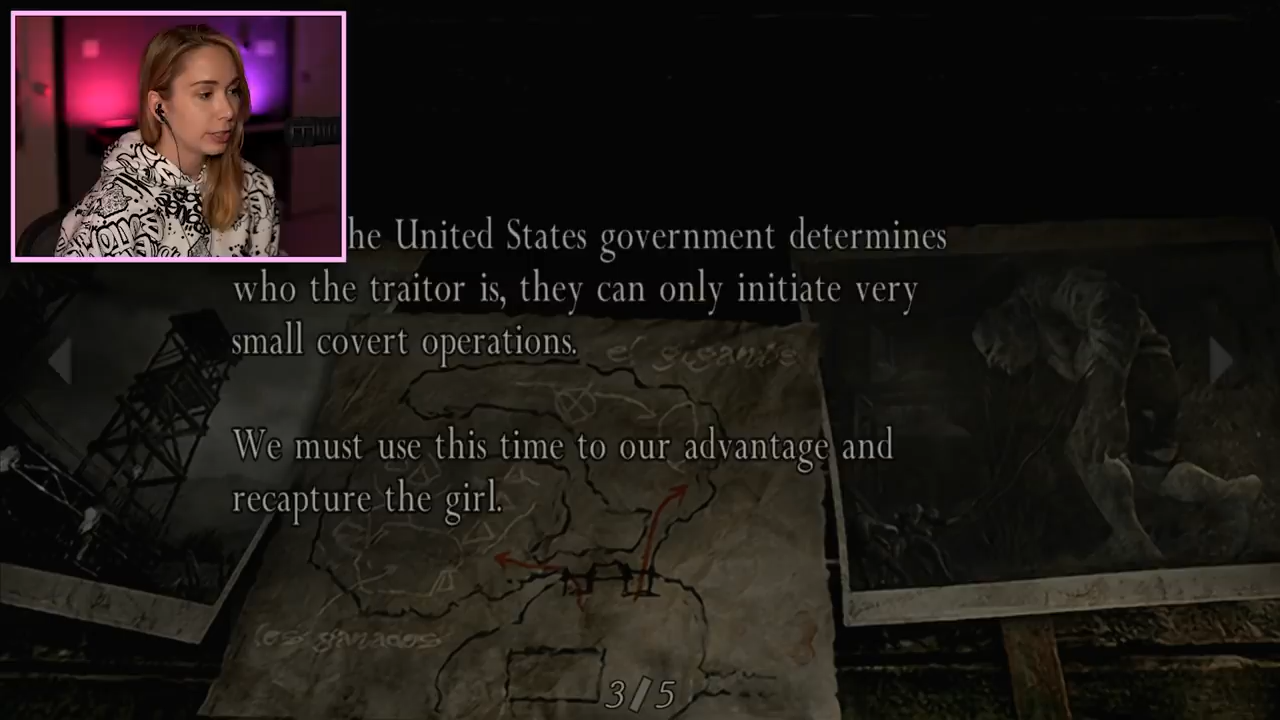 he United States government determines
who the traitor is, they can only initiate very
small covert operations.
el gigante
We must use this time to our advantage and
recapture the girl.
los ganados
3/5